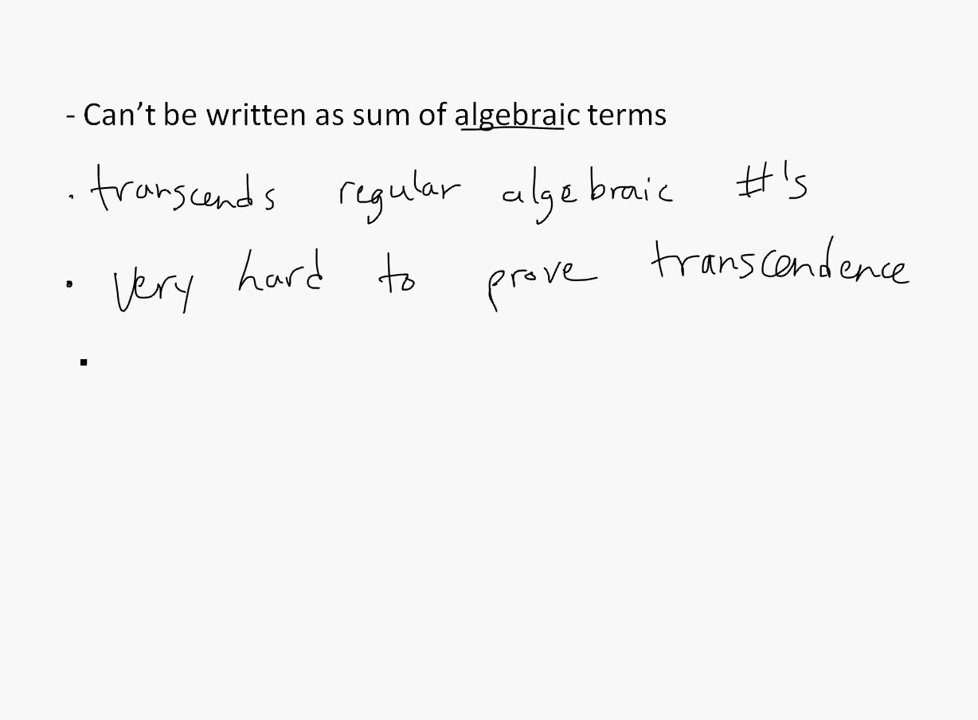 - Can't be written as sum of algebraic terms
. transcends regular algebraic #'s
. Very hard to prove transcendence
.